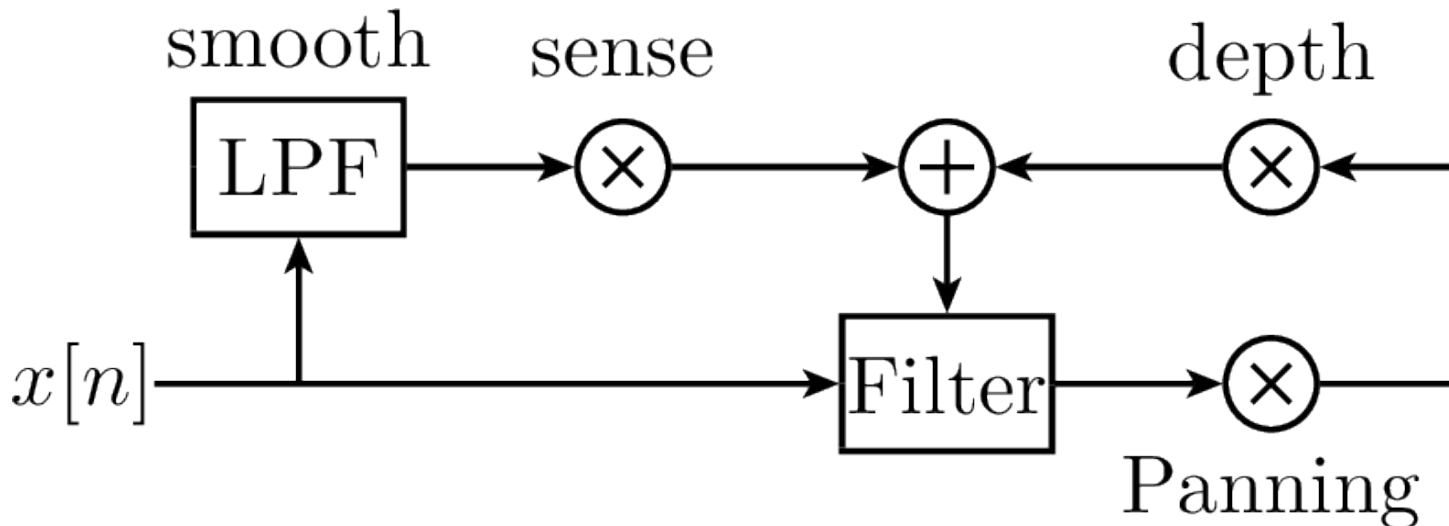 smooth
sense
depth
LPF
×
+
×
x[n]
Filter
×
Panning